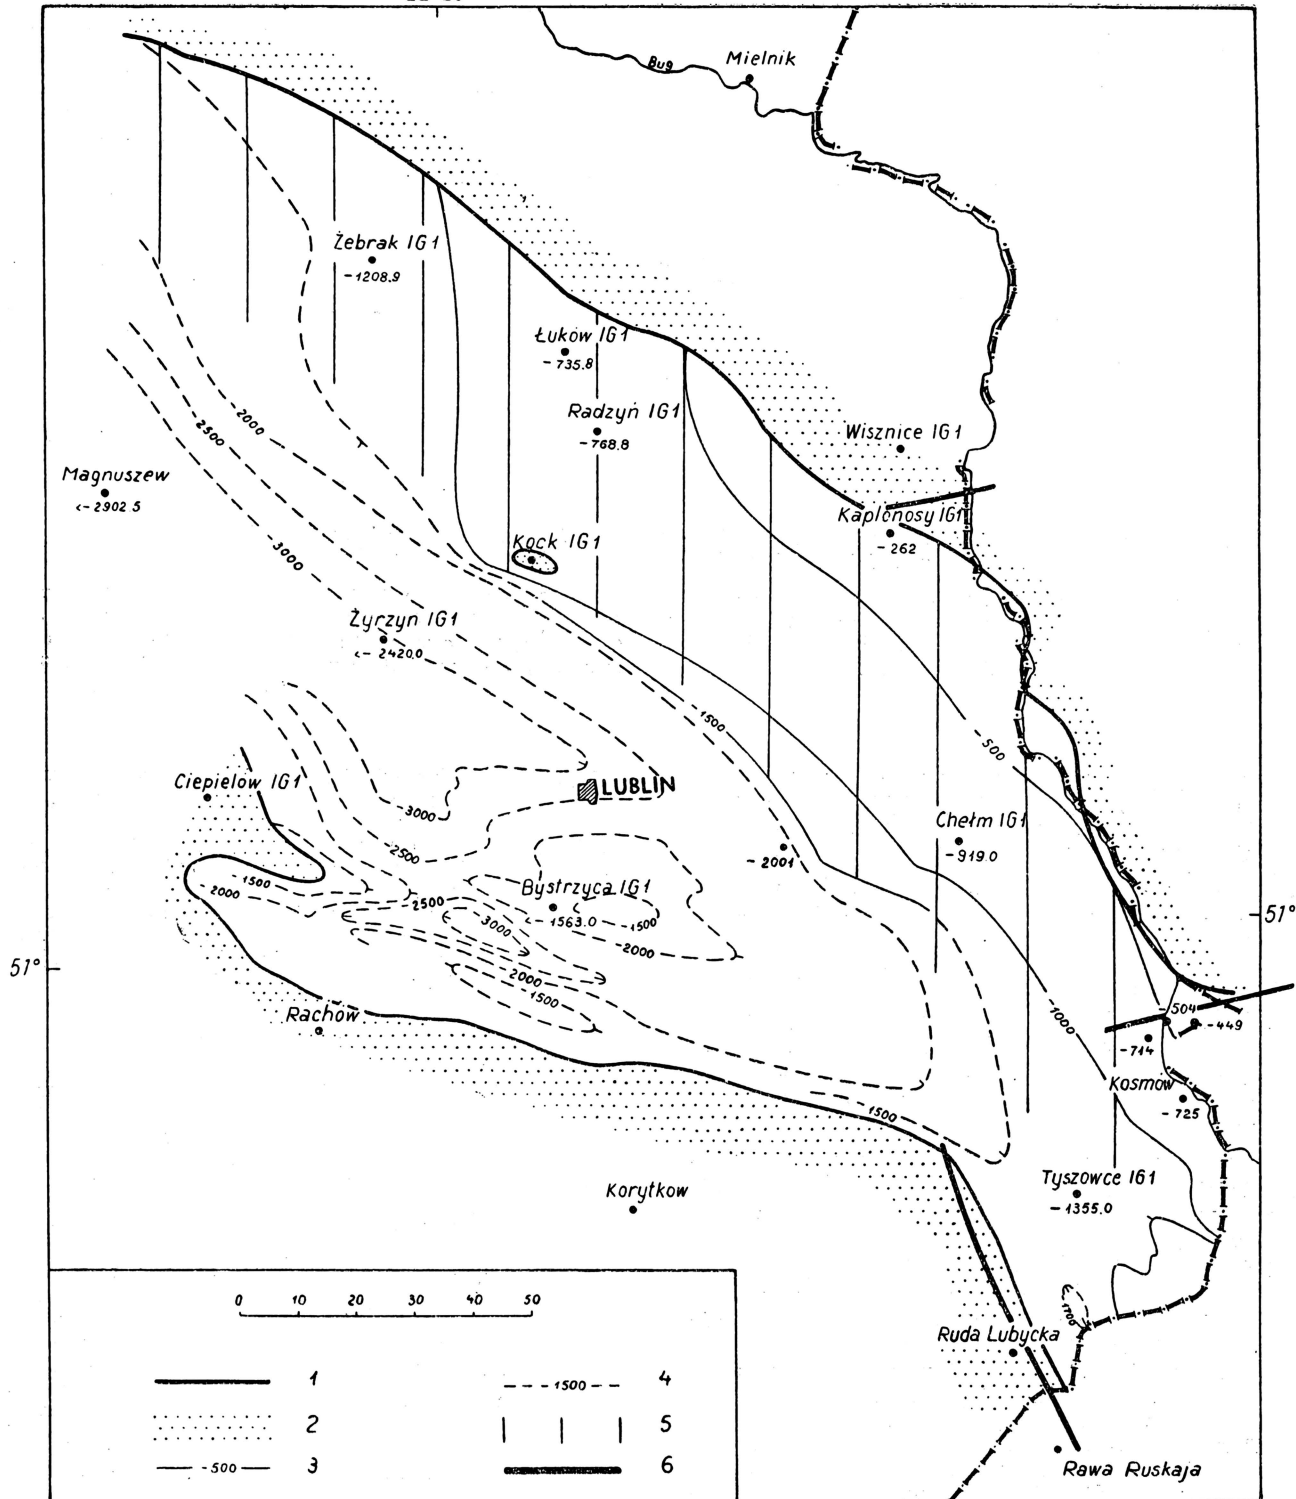 Mielnik
Bug
Żebrak IG1
-1208.9
Łuków IG1
-735.8
Radzyń IG1
-768.8
Wisznice IG1
2000
2500
Magnuszew
<-2902.5
Kaplonosy IG1
-262
3000
Kock IG1
Żyrzyn IG1
<-2420.0
-1500
-500
Ciepielów IG1
LUBLIN
3000
Chełm IG1
-919.0
2500
-2001
1500
2000
Bystrzyca IG1
-1563.0
2500
3000
-1500
-2000
51°
51°
2000
1500
-504
-449
-714
-1000
Rachów
Kosmów
-725
1500
Tyszowce IG1
-1355.0
Korytków
1700
0 10 20 30 40 50
Ruda Lubycka
1
-1500
4
2
5
-500
3
6
Rawa Ruskaja